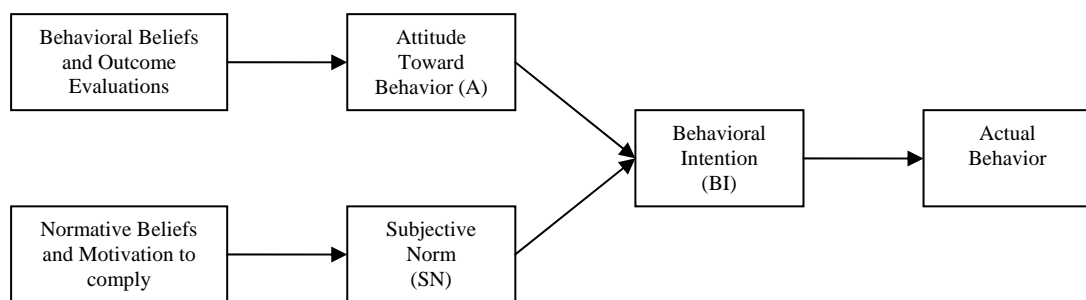 Behavioral Beliefs
and Outcome
Evaluations
Attitude
Toward
Behavior (A)
Behavioral
Intention
(BI)
Actual
Behavior
Normative Beliefs
and Motivation to
comply
Subjective
Norm
(SN)